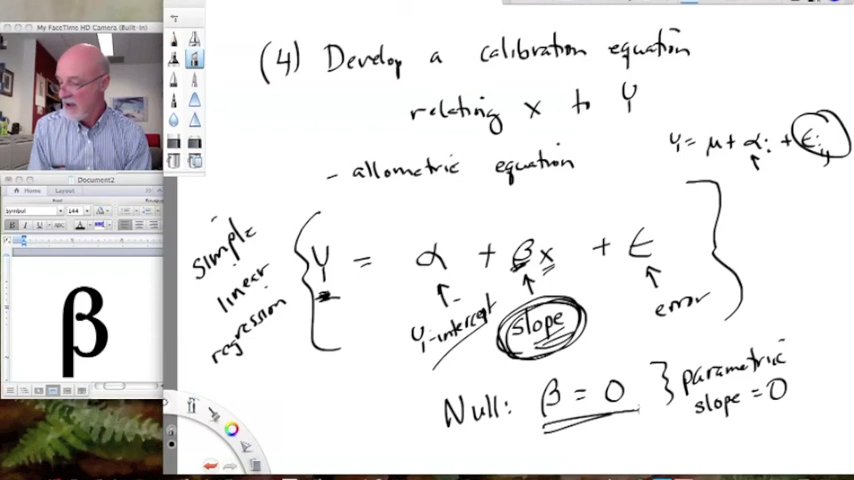 My FaceTime HD Camera (Built-in)
(4) Develop a calibration equation
relating x to Y
- allometric equation
Y = μ + αi + εij
simple
linear
regression
Y = α + βx + ε
Y-intercept
slope
error
Null: β = 0
parametric
slope = 0
Document2
Home Layout
Symbol 144
B I U
β